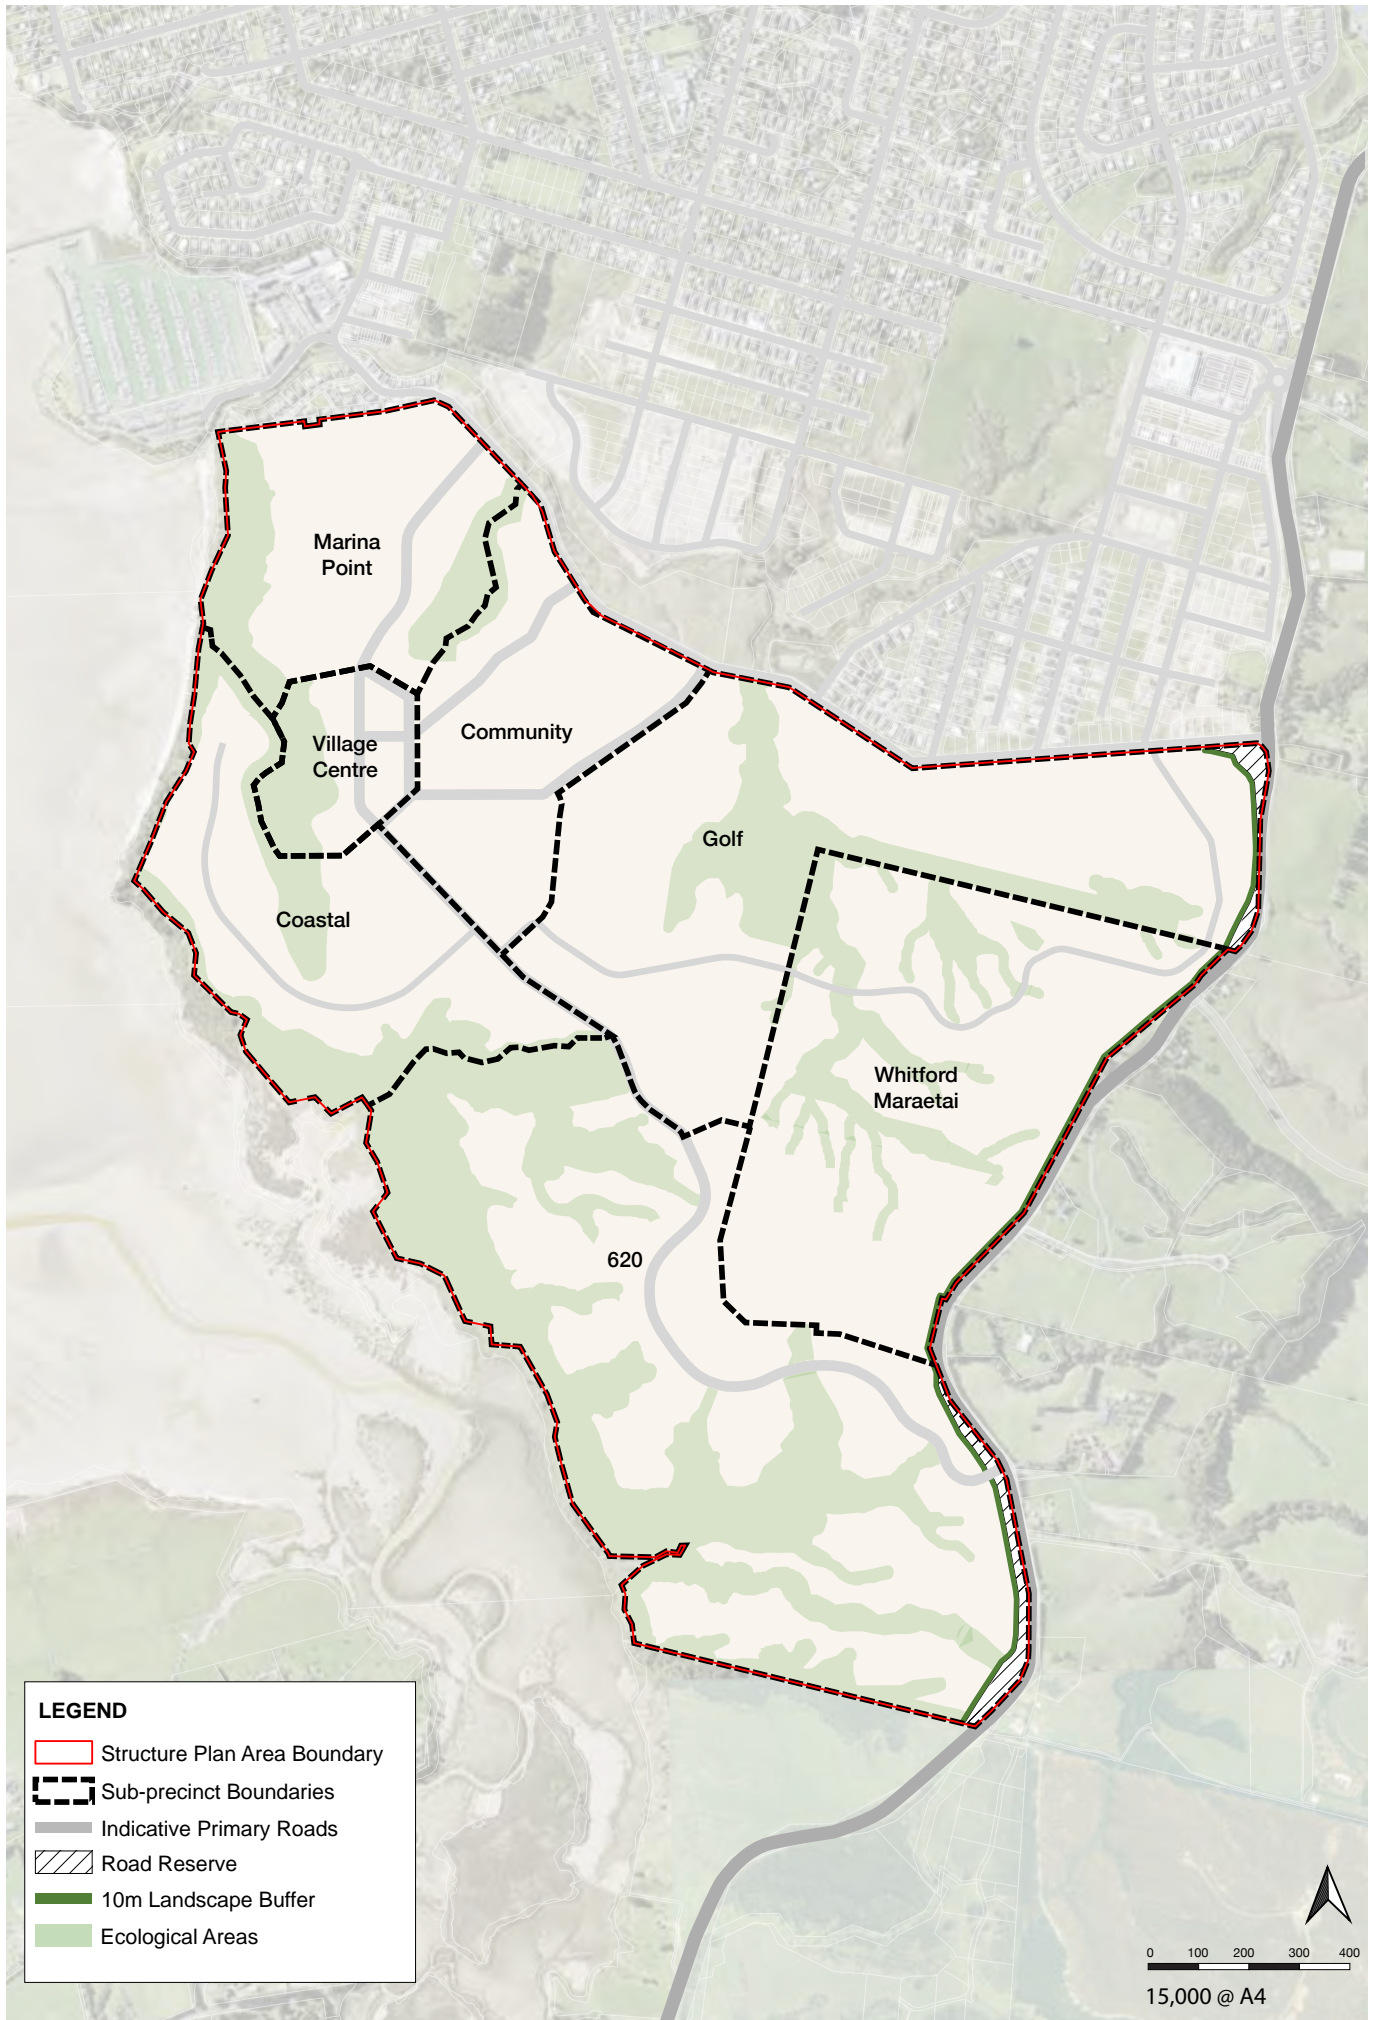 Marina
Point
Village
Centre
Community
Golf
Coastal
Whitford
Maraetai
620
LEGEND
Structure Plan Area Boundary
Sub-precinct Boundaries
Indicative Primary Roads
Road Reserve
10m Landscape Buffer
Ecological Areas
0 100 200 300 400
15,000 @ A4